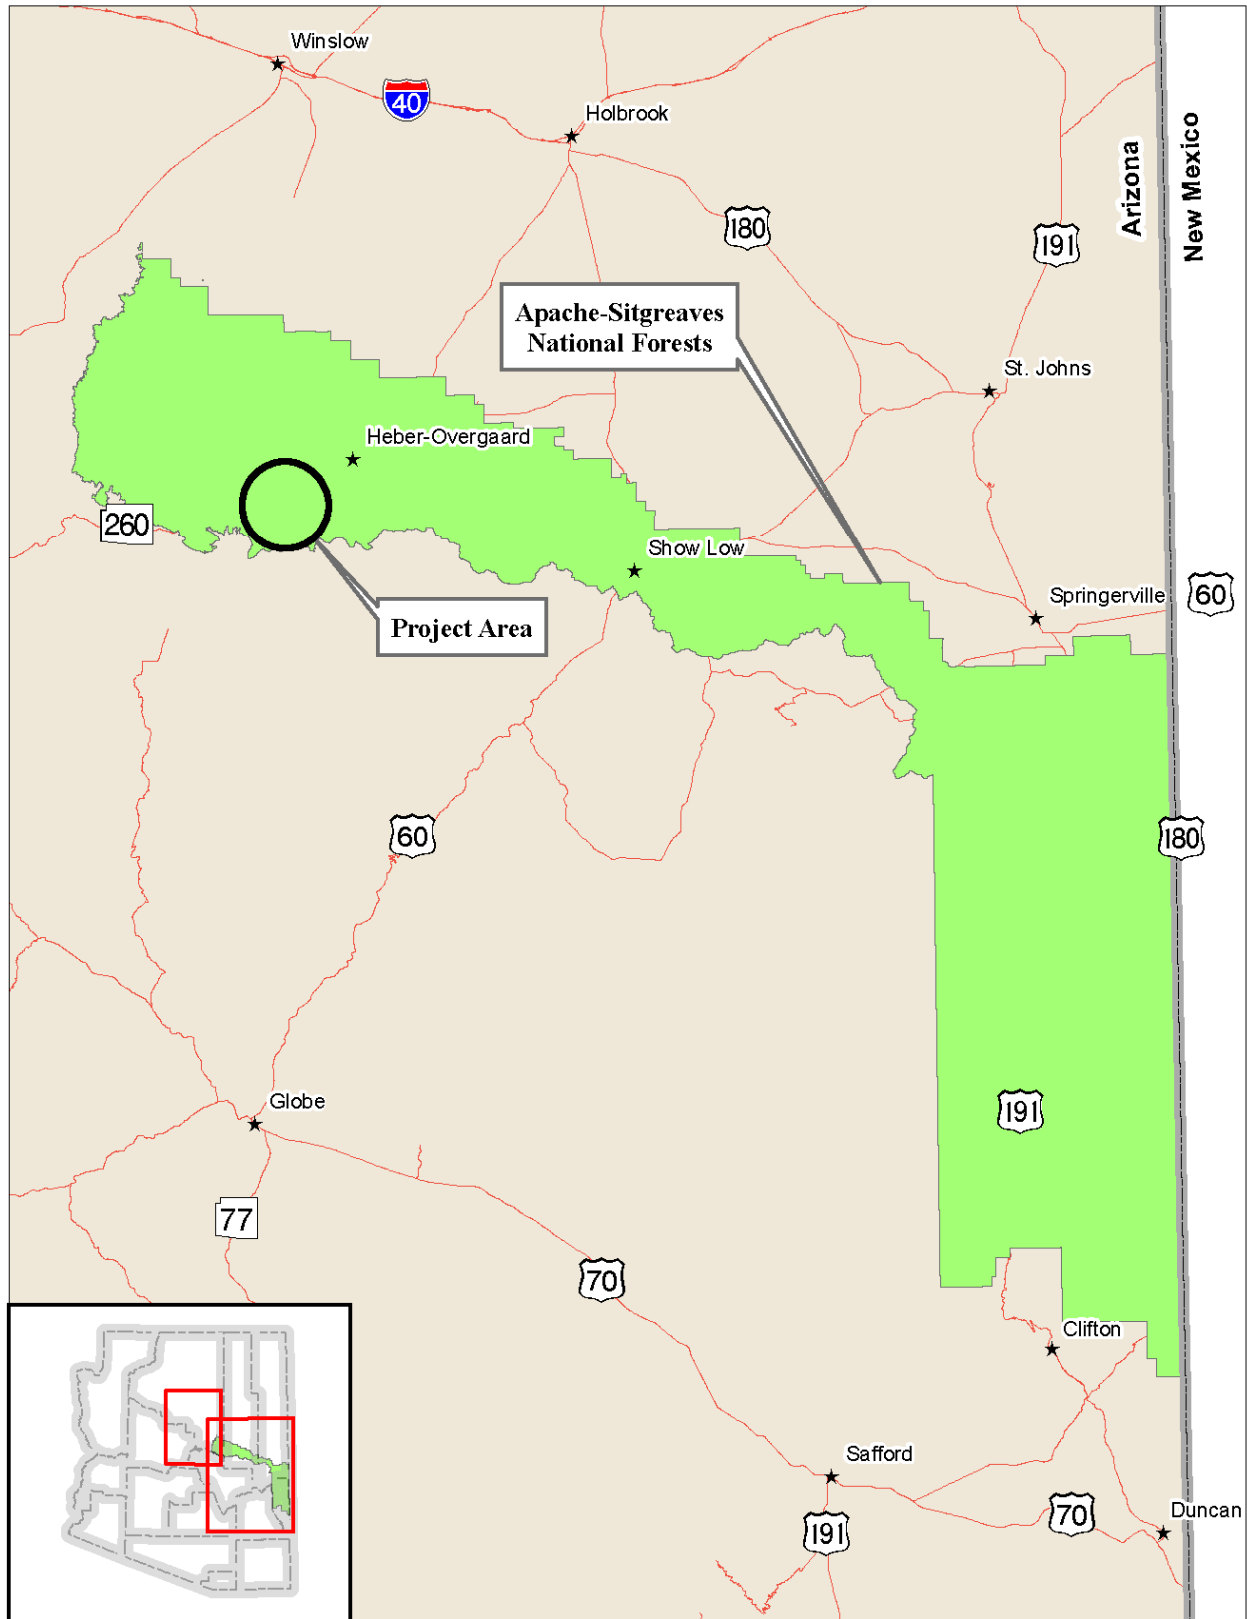 Winslow
40
Holbrook
Arizona
New Mexico
180
191
Apache-Sitgreaves
National Forests
St. Johns
Heber-Overgaard
260
Show Low
Springerville
60
Project Area
60
180
Globe
191
77
70
Clifton
Safford
191
70
Duncan